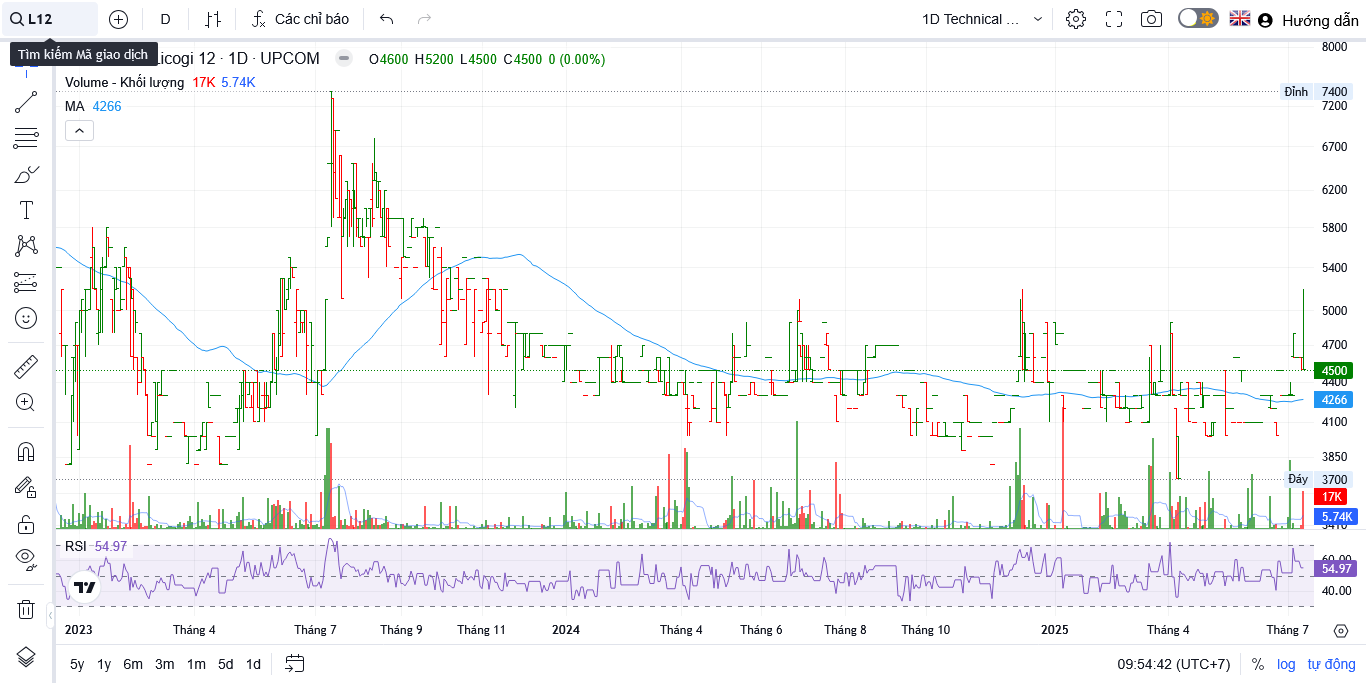 L12
D
Các chỉ báo
1D Technical ...
Hướng dẫn
Tìm kiếm Mã giao dịch
Licogi 12 · 1D · UPCOM
O4600 H5200 L4500 C4500 0 (0.00%)
Volume - Khối lượng 17K 5.74K
MA 4266
8000
Đỉnh 7400
7200
6700
6200
5800
5400
5000
4700
4500
4400
4266
4100
3850
Đáy 3700
17K
5.74K
3410
RSI 54.97
60.00
54.97
40.00
2023 Tháng 4 Tháng 7 Tháng 9 Tháng 11 2024 Tháng 4 Tháng 6 Tháng 8 Tháng 10 2025 Tháng 4 Tháng 7
5y 1y 6m 3m 1m 5d 1d
09:54:42 (UTC+7) % log tự động